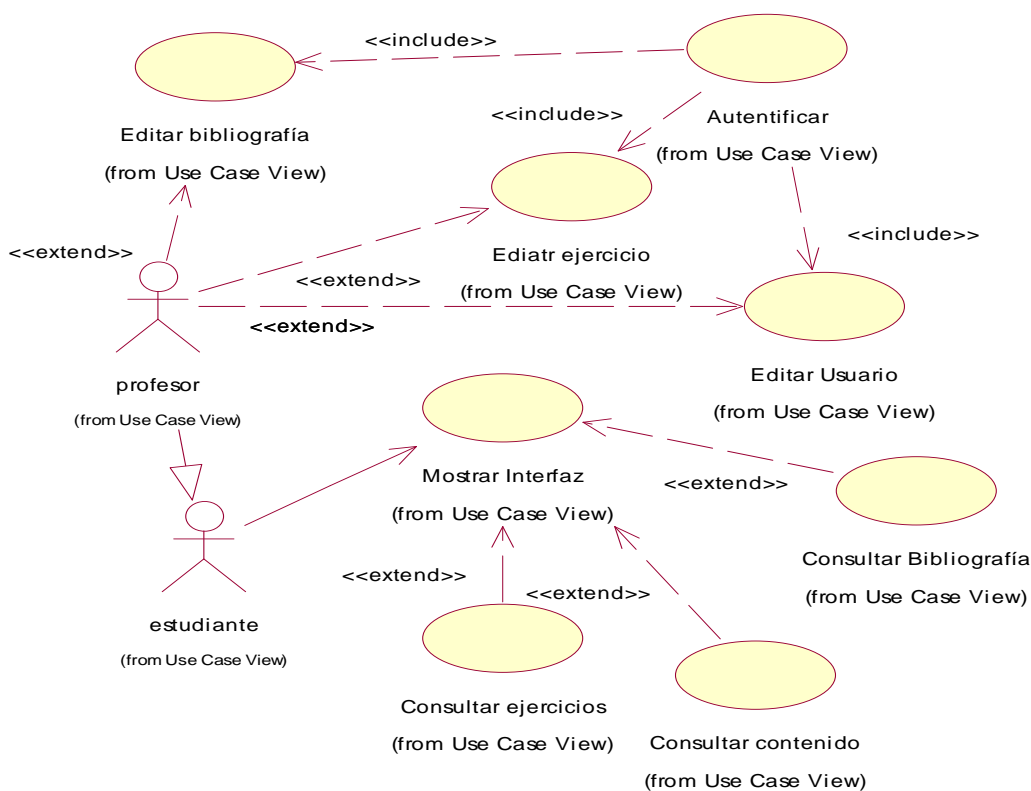 <<include>>
Editar bibliografía
(from Use Case View)
<<include>>
Autentificar
(from Use Case View)
<<extend>>
<<include>>
Ediatr ejercicio
(from Use Case View)
<<extend>>
<<extend>>
profesor
(from Use Case View)
Editar Usuario
(from Use Case View)
Mostrar Interfaz
(from Use Case View)
<<extend>>
Consultar Bibliografía
(from Use Case View)
<<extend>>
<<extend>>
estudiante
(from Use Case View)
Consultar ejercicios
(from Use Case View)
Consultar contenido
(from Use Case View)